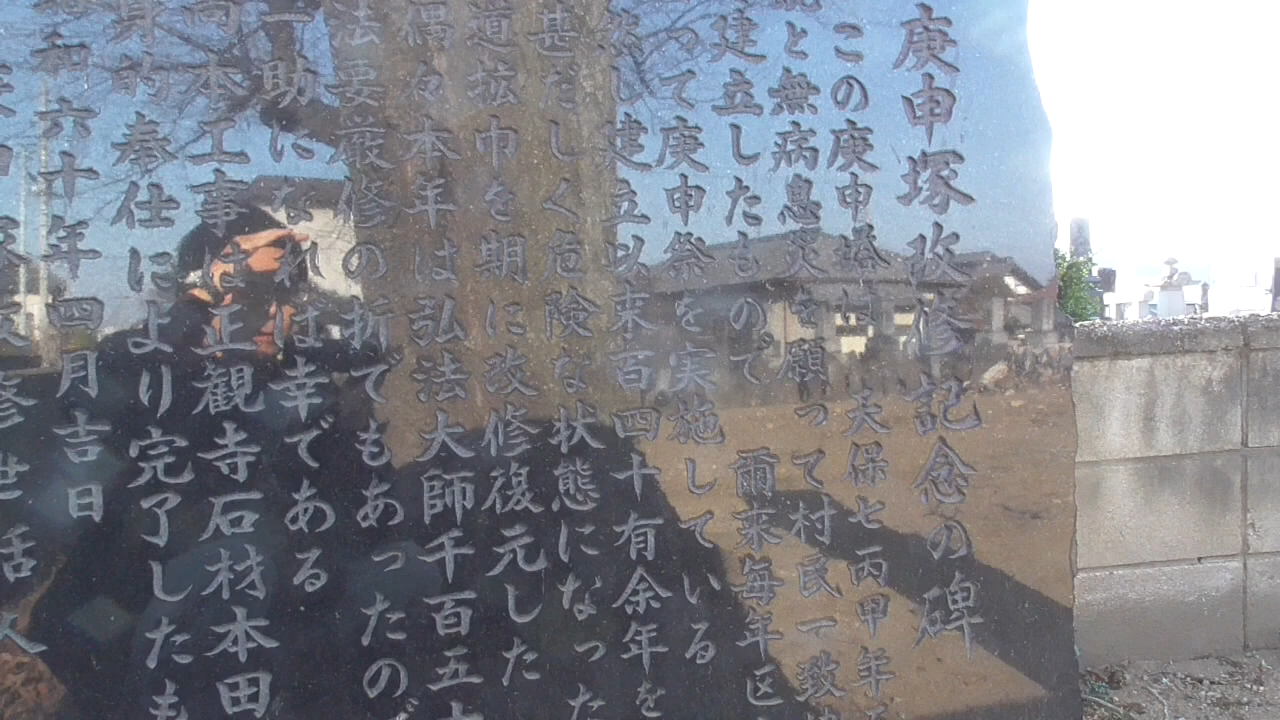 庚申塚改修記念の碑
この庚申塔は 天保七丙甲年
と無病息災を願って村民一致
建立したもので 爾来毎年区
って庚申祭を実施している
し建立以来百四十有余年を
甚だしく危険な状態になった
道拡巾を期に改修復元した
偶々本年は弘法大師千百五
法要厳修の折でもあったの
一助になれば幸である
尚本工事は正観寺石材本田
身的奉仕により完了したも
和六十年四月吉日